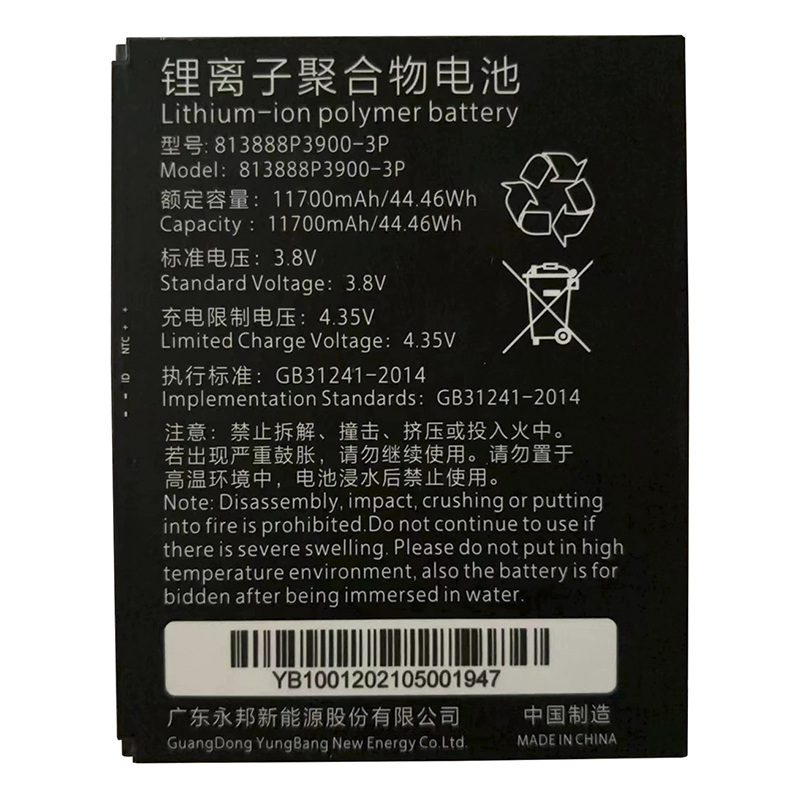 锂离子聚合物电池
Lithium-ion polymer battery
型号: 813888P3900-3P
Model: 813888P3900-3P
额定容量: 11700mAh/44.46Wh
Capacity : 11700mAh/44.46Wh
标准电压: 3.8V
Standard Voltage: 3.8V
充电限制电压: 4.35V
Limited Charge Voltage: 4.35V
执行标准: GB31241-2014
Implementation Standards: GB31241-2014
注意: 禁止拆解、撞击、挤压或投入火中。
若出现严重鼓胀, 请勿继续使用。请勿置于
高温环境中, 电池浸水后禁止使用。
Note: Disassembly, impact, crushing or putting
into fire is prohibited.Do not continue to use if
there is severe swelling. Please do not put in high
temperature environment, also the battery is for
bidden after being immersed in water.
YB1001202105001947
广东永邦新能源股份有限公司
中国制造
GuangDong YungBang New Energy Co.Ltd.
MADE IN CHINA
- - ID NTC + +